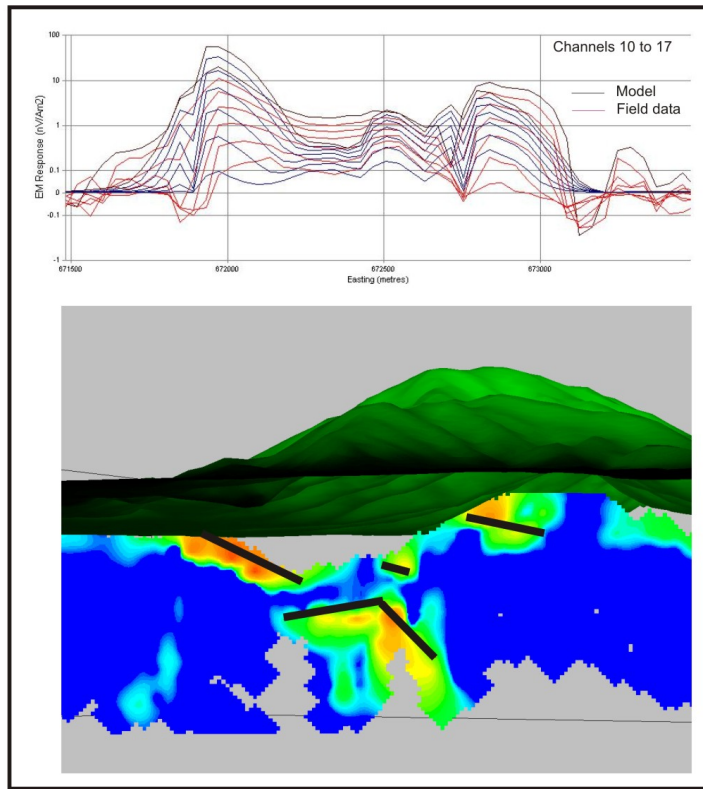 Channels 10 to 17
Model
Field data
EM Response (nV/Am2)
100
10
1
0.1
0
-0.1
-1
671500
672000
672500
673000
Easting (metres)